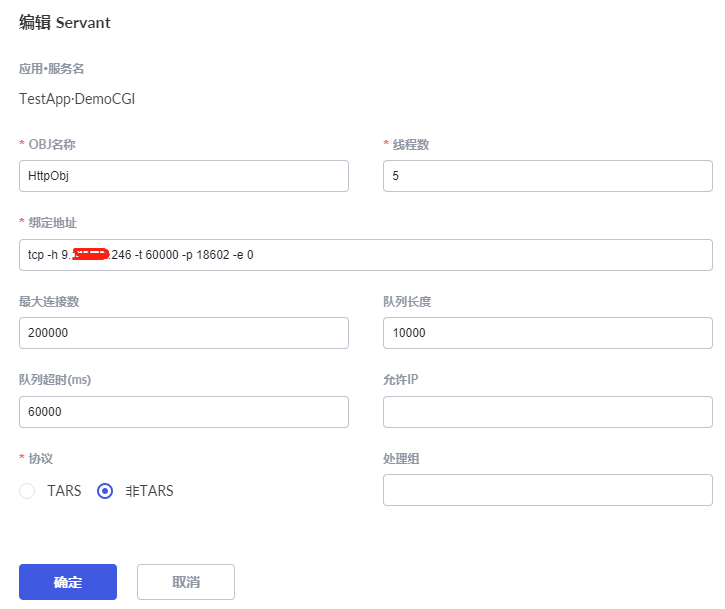 编辑 Servant
应用·服务名
TestApp·DemoCGI
* OBJ名称
* 线程数
HttpObj
5
* 绑定地址
tcp -h 9. .246 -t 60000 -p 18602 -e 0
最大连接数
队列长度
200000
10000
队列超时(ms)
允许IP
60000
* 协议
处理组
TARS
非TARS
确定
取消